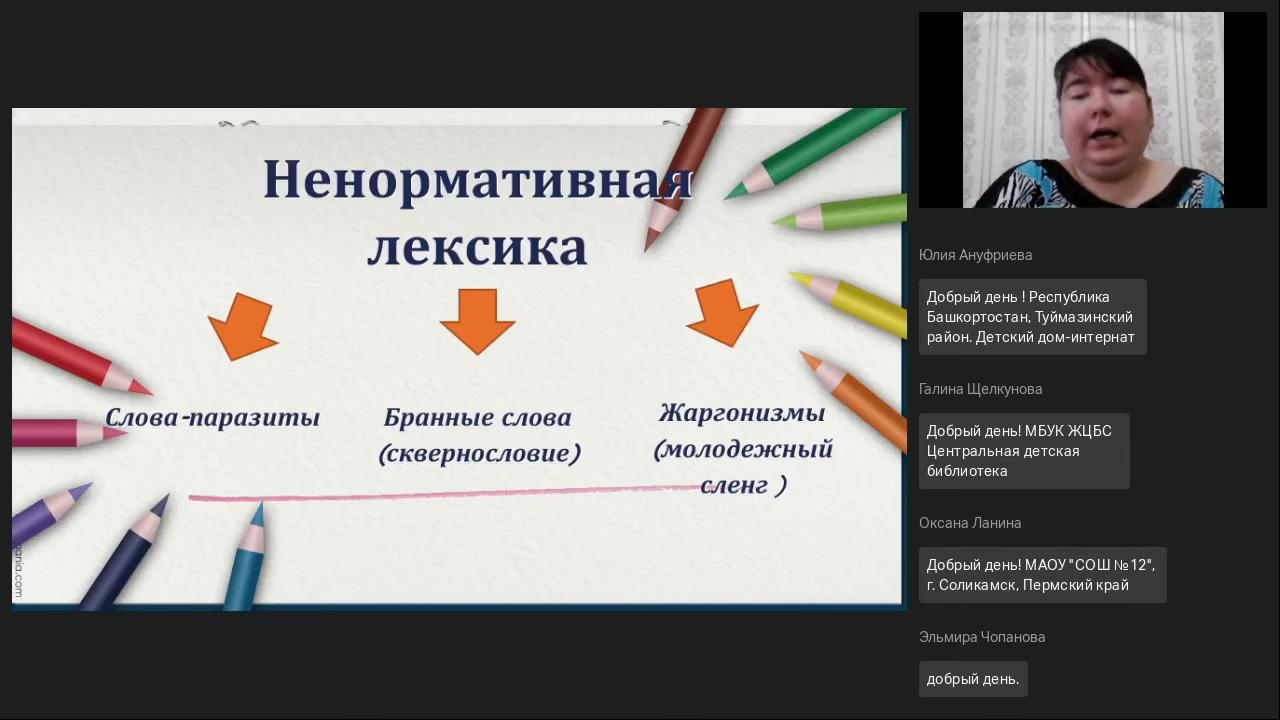 Ненормативная
лексика
Слова-паразиты
Бранные слова
(сквернословие)
Жаргонизмы
(молодежный
сленг )
zania.com
Юлия Ануфриева
Добрый день ! Республика
Башкортостан, Туймазинский
район. Детский дом-интернат
Галина Щелкунова
Добрый день! МБУК ЖЦБС
Центральная детская
библиотека
Оксана Ланина
Добрый день! МАОУ "СОШ №12",
г. Соликамск, Пермский край
Эльмира Чопанова
добрый день.